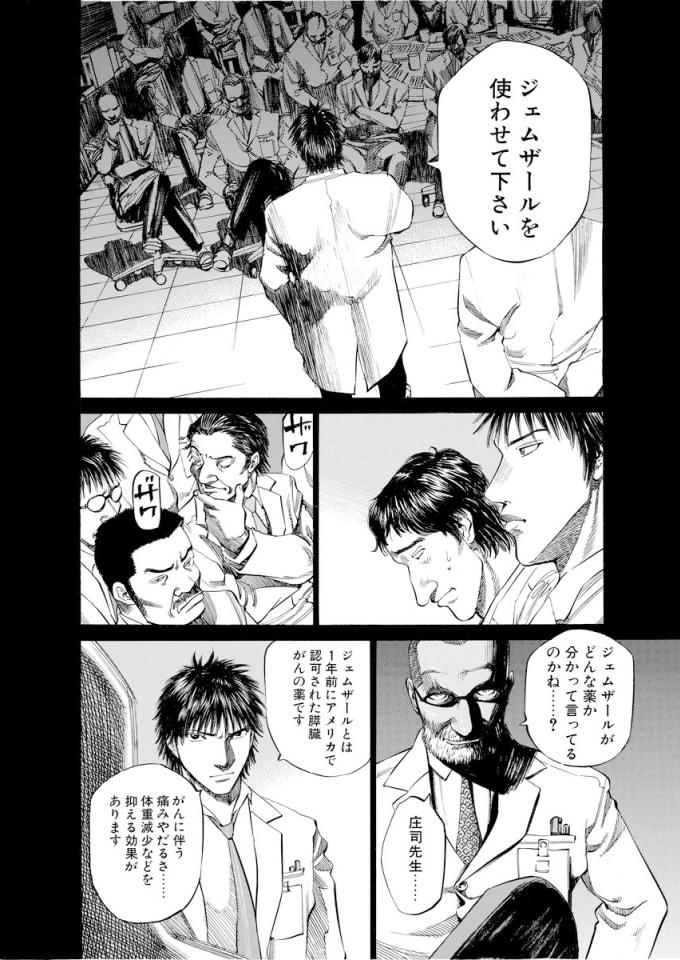 ジェムザールを
使わせて下さい
ザワ
ザワ
ジェムザールが
どんな薬か
分かって言ってる
のかね……?
庄司先生……
ジェムザールとは
1年前にアメリカで
認可された膵臓
がんの薬です
がんに伴う
痛みやだるさ……
体重減少などを
抑える効果が
あります